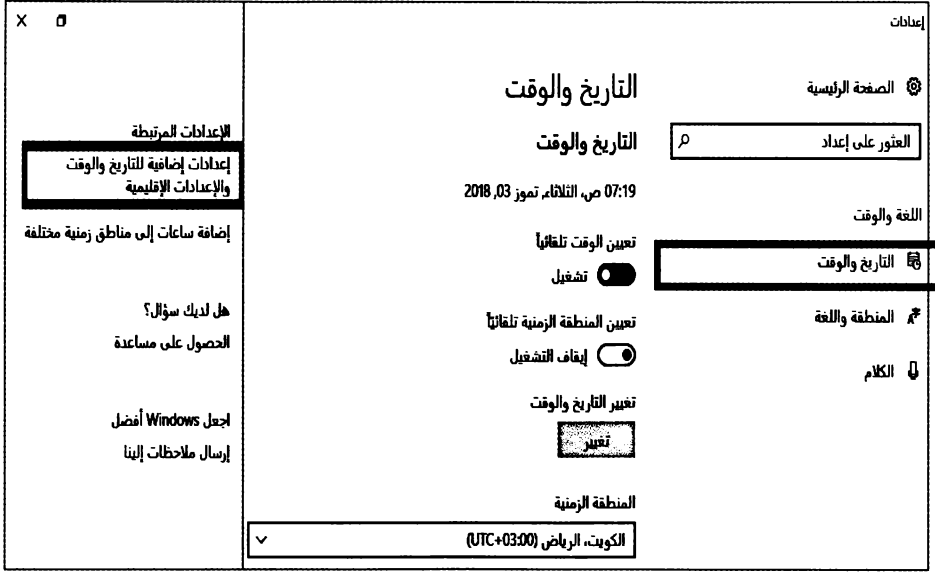 إعدادات
الصفحة الرئيسية
العثور على إعداد
اللغة والوقت
التاريخ والوقت
المنطقة واللغة
الكلام
التاريخ والوقت
التاريخ والوقت
07:19 ص، الثلاثاء, تموز 03, 2018
تعيين الوقت تلقائياً
تشغيل
تعيين المنطقة الزمنية تلقائيًا
إيقاف التشغيل
تغيير التاريخ والوقت
تغيير
المنطقة الزمنية
الكويت، الرياض (UTC+03:00)
الإعدادات المرتبطة
إعدادات إضافية للتاريخ والوقت
والإعدادات الإقليمية
إضافة ساعات إلى مناطق زمنية مختلفة
هل لديك سؤال؟
الحصول على مساعدة
اجعل Windows أفضل
إرسال ملاحظات إلينا